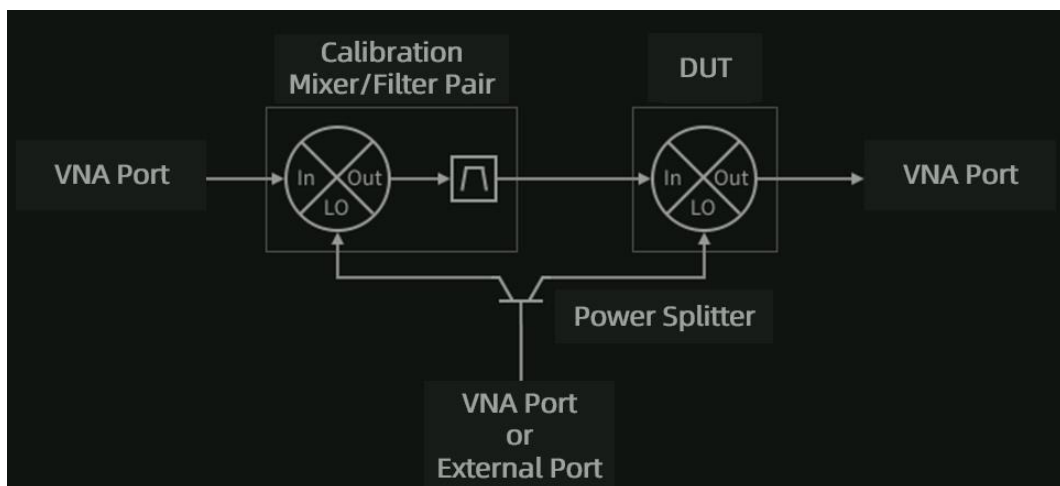 Calibration
Mixer/Filter Pair
DUT
VNA Port
In
Out
LO
In
Out
LO
VNA Port
Power Splitter
VNA Port
or
External Port